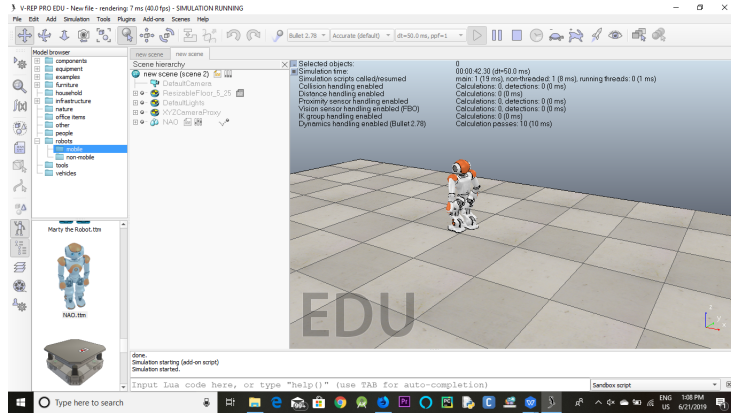 V-REP PRO EDU - New file - rendering: 7 ms (40.0 fps) - SIMULATION RUNNING
File Edit Add Simulation Tools Plugins Add-ons Scenes Help
Bullet 2.78 Accurate (default) dt=50.0 ms, ppf=1
Model browser
components
equipment
examples
furniture
household
infrastructure
nature
office items
other
people
robots
mobile
non-mobile
tools
vehicles
Marty the Robot.ttm
NAO.ttm
new scene new scene
Scene hierarchy
new scene (scene 2)
DefaultCamera
ResizableFloor_5_25
DefaultLights
XYZCameraProxy
NAO
Selected objects: 0
Simulation time: 00:00:42.30 (dt=50.0 ms)
Simulation scripts called/resumed main: 1 (19 ms), non-threaded: 1 (8 ms), running threads: 0 (1 ms)
Collision handling enabled Calculations: 0, detections: 0 (0 ms)
Distance handling enabled Calculations: 0 (0 ms)
Proximity sensor handling enabled Calculations: 0, detections: 0 (0 ms)
Vision sensor handling enabled (FBO) Calculations: 0, detections: 0 (0 ms)
IK group handling enabled Calculations: 0 (0 ms)
Dynamics handling enabled (Bullet 2.78) Calculation passes: 10 (10 ms)
EDU
done.
Simulation starting (add-on script)
Simulation started.
Input Lua code here, or type "help()" (use TAB for auto-completion)
Sandbox script
Type here to search
ENG
US
1:08 PM
6/21/2019